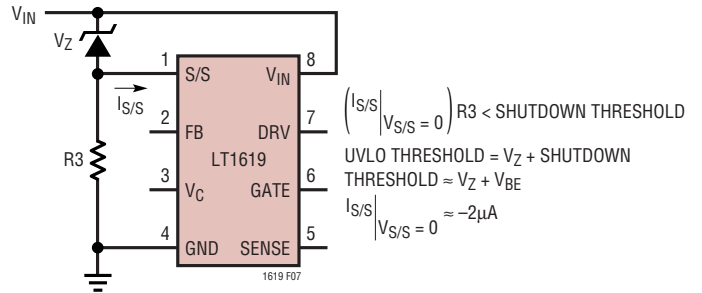 VIN
VZ
1
8
S/S
VIN
IS/S
2
7
FB
DRV
R3
LT1619
3
6
VC
GATE
4
5
GND
SENSE
1619 F07
(IS/S|VS/S = 0) R3 < SHUTDOWN THRESHOLD
UVLO THRESHOLD = VZ + SHUTDOWN
THRESHOLD ≈ VZ + VBE
IS/S|VS/S = 0 ≈ –2µA